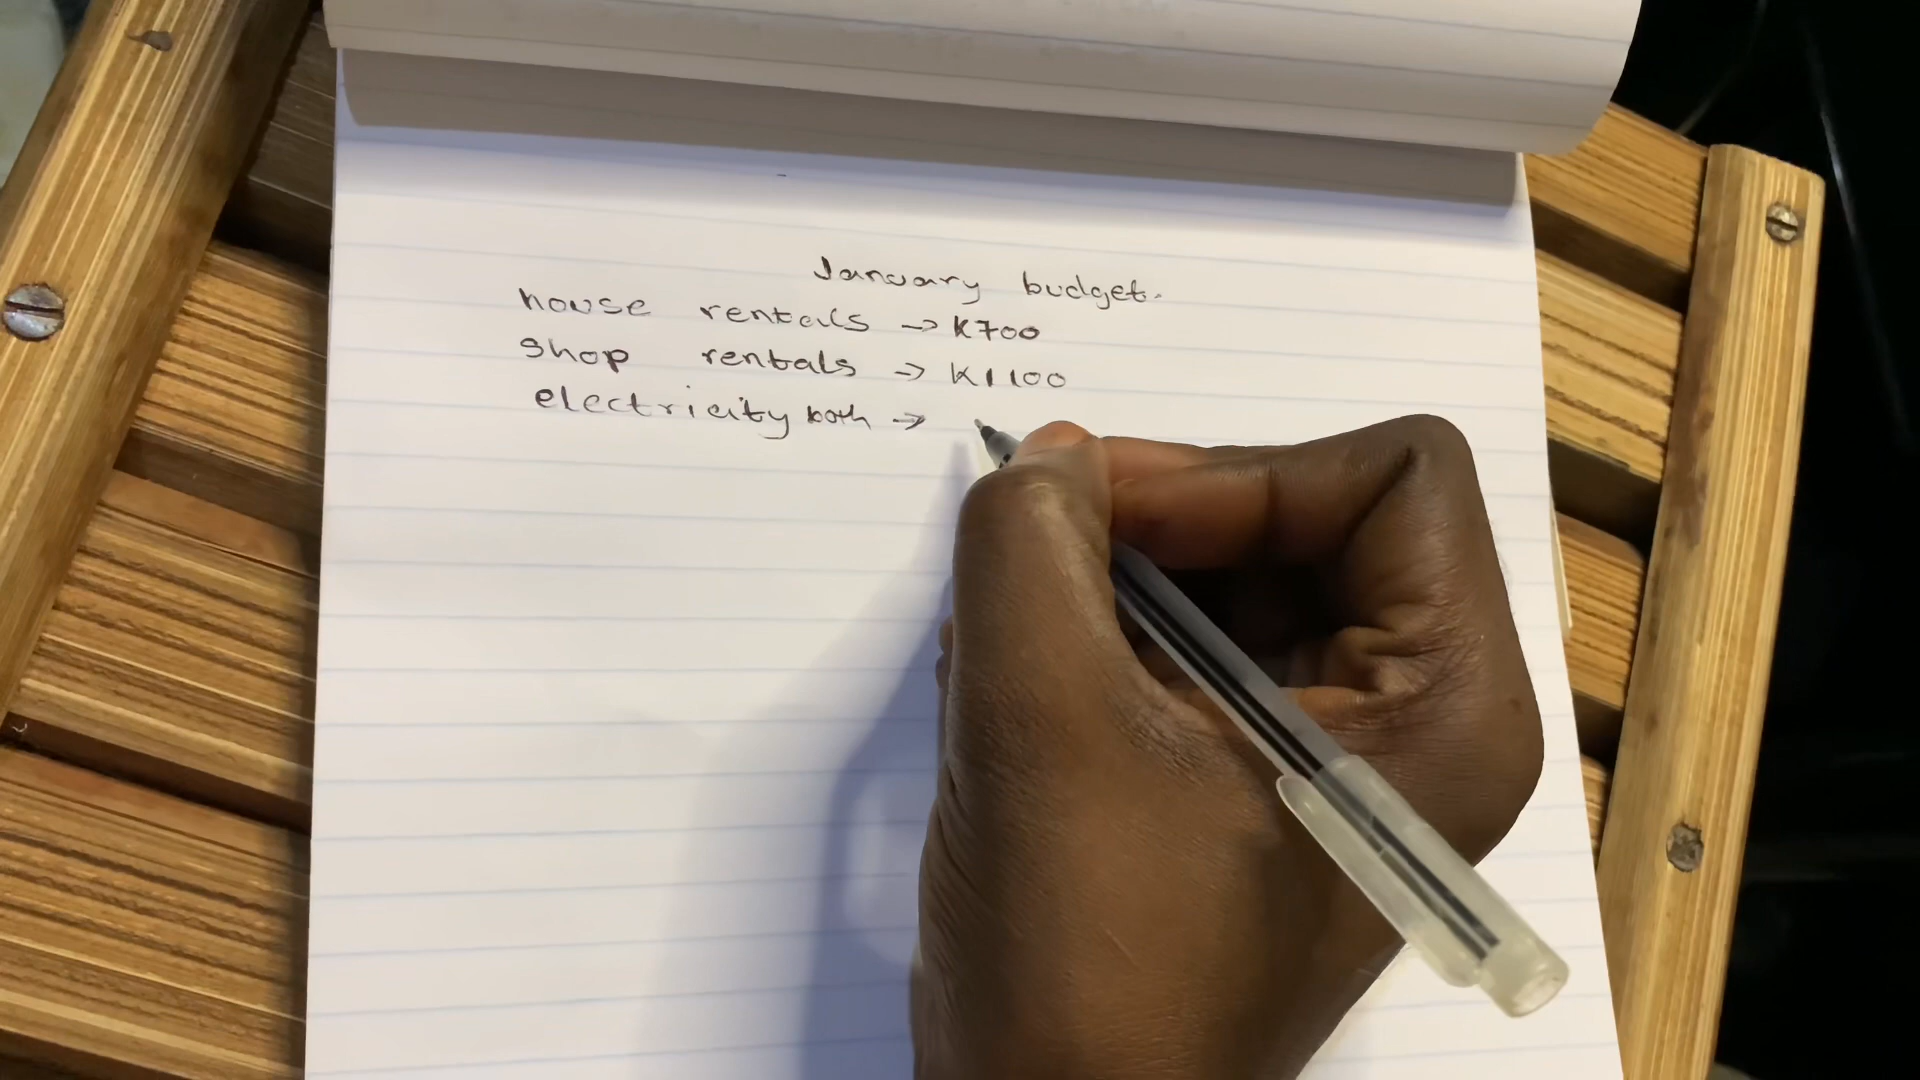 January budget.
house rentals → K700
shop rentals → K1100
electricity both →